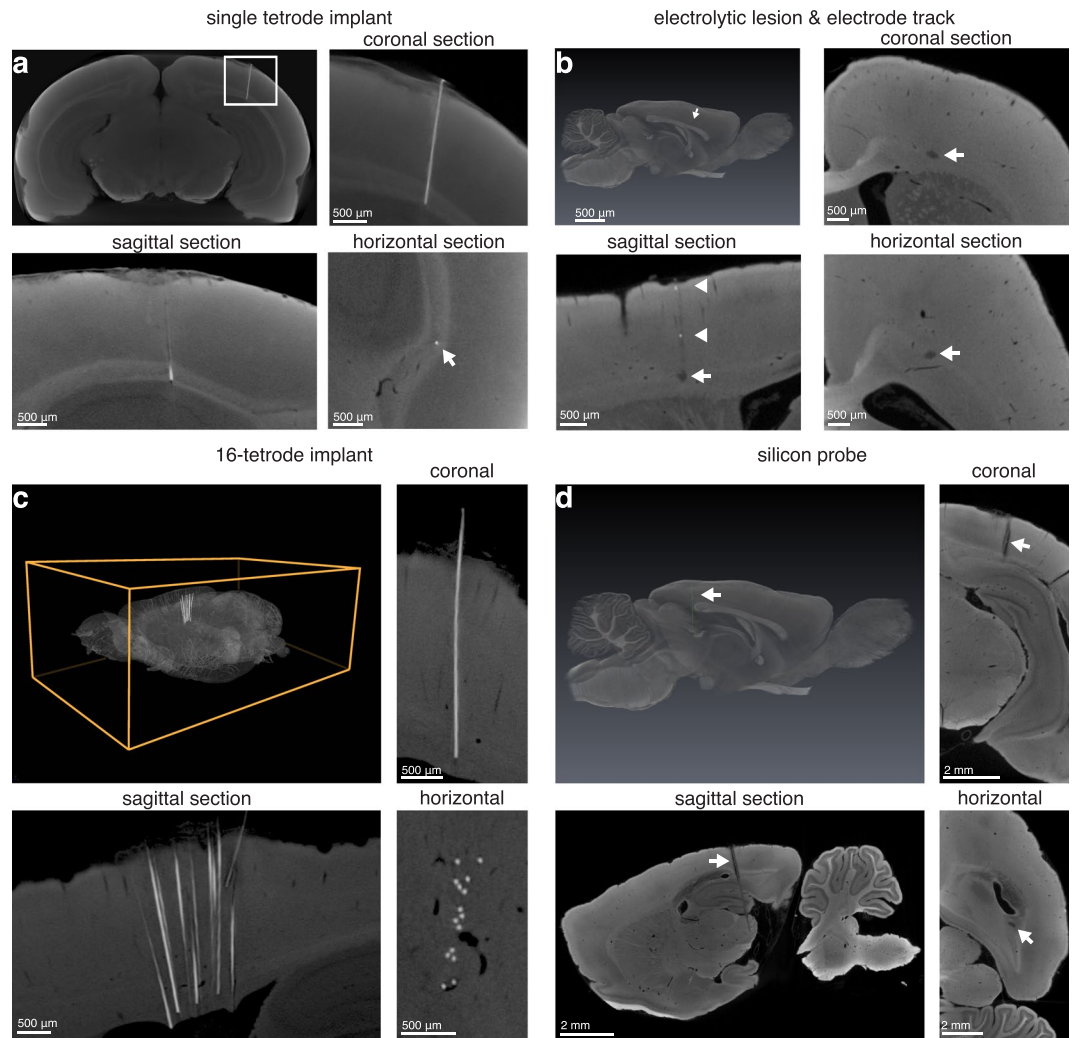 single tetrode implant
a
coronal section
500 µm
sagittal section
500 µm
horizontal section
500 µm
electrolytic lesion & electrode track
b
500 µm
coronal section
500 µm
sagittal section
500 µm
horizontal section
500 µm
16-tetrode implant
c
coronal
500 µm
sagittal section
500 µm
horizontal
500 µm
silicon probe
d
coronal
2 mm
sagittal section
2 mm
horizontal
2 mm